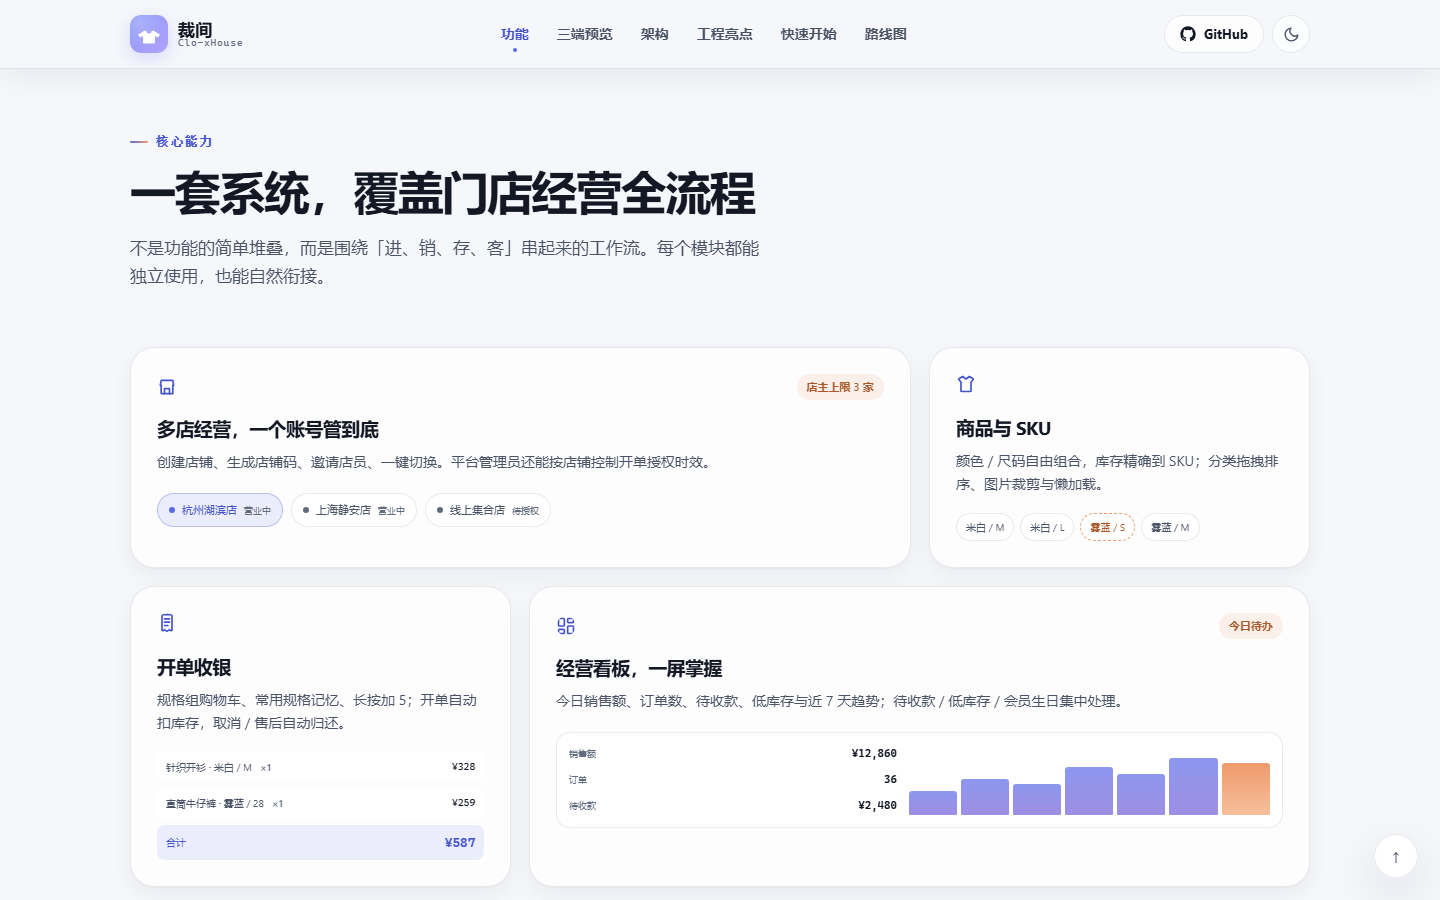 裁间
Clo-xHouse
功能
三端预览
架构
工程亮点
快速开始
路线图
GitHub
核心能力
一套系统，覆盖门店经营全流程
不是功能的简单堆叠，而是围绕「进、销、存、客」串起来的工作流。每个模块都能
独立使用，也能自然衔接。
店主上限 3 家
多店经营，一个账号管到底
创建店铺、生成店铺码、邀请店员、一键切换。平台管理员还能按店铺控制开单授权时效。
杭州湖滨店 营业中
上海静安店 营业中
线上集合店 待授权
商品与 SKU
颜色 / 尺码自由组合，库存精确到 SKU；分类拖拽排
序、图片裁剪与懒加载。
米白 / M
米白 / L
雾蓝 / S
雾蓝 / M
开单收银
规格组购物车、常用规格记忆、长按加 5；开单自动
扣库存，取消 / 售后自动归还。
针织开衫 · 米白 / M ×1 ¥328
直筒牛仔裤 · 雾蓝 / 28 ×1 ¥259
合计 ¥587
今日待办
经营看板，一屏掌握
今日销售额、订单数、待收款、低库存与近 7 天趋势；待收款 / 低库存 / 会员生日集中处理。
销售额 ¥12,860
订单 36
待收款 ¥2,480
↑